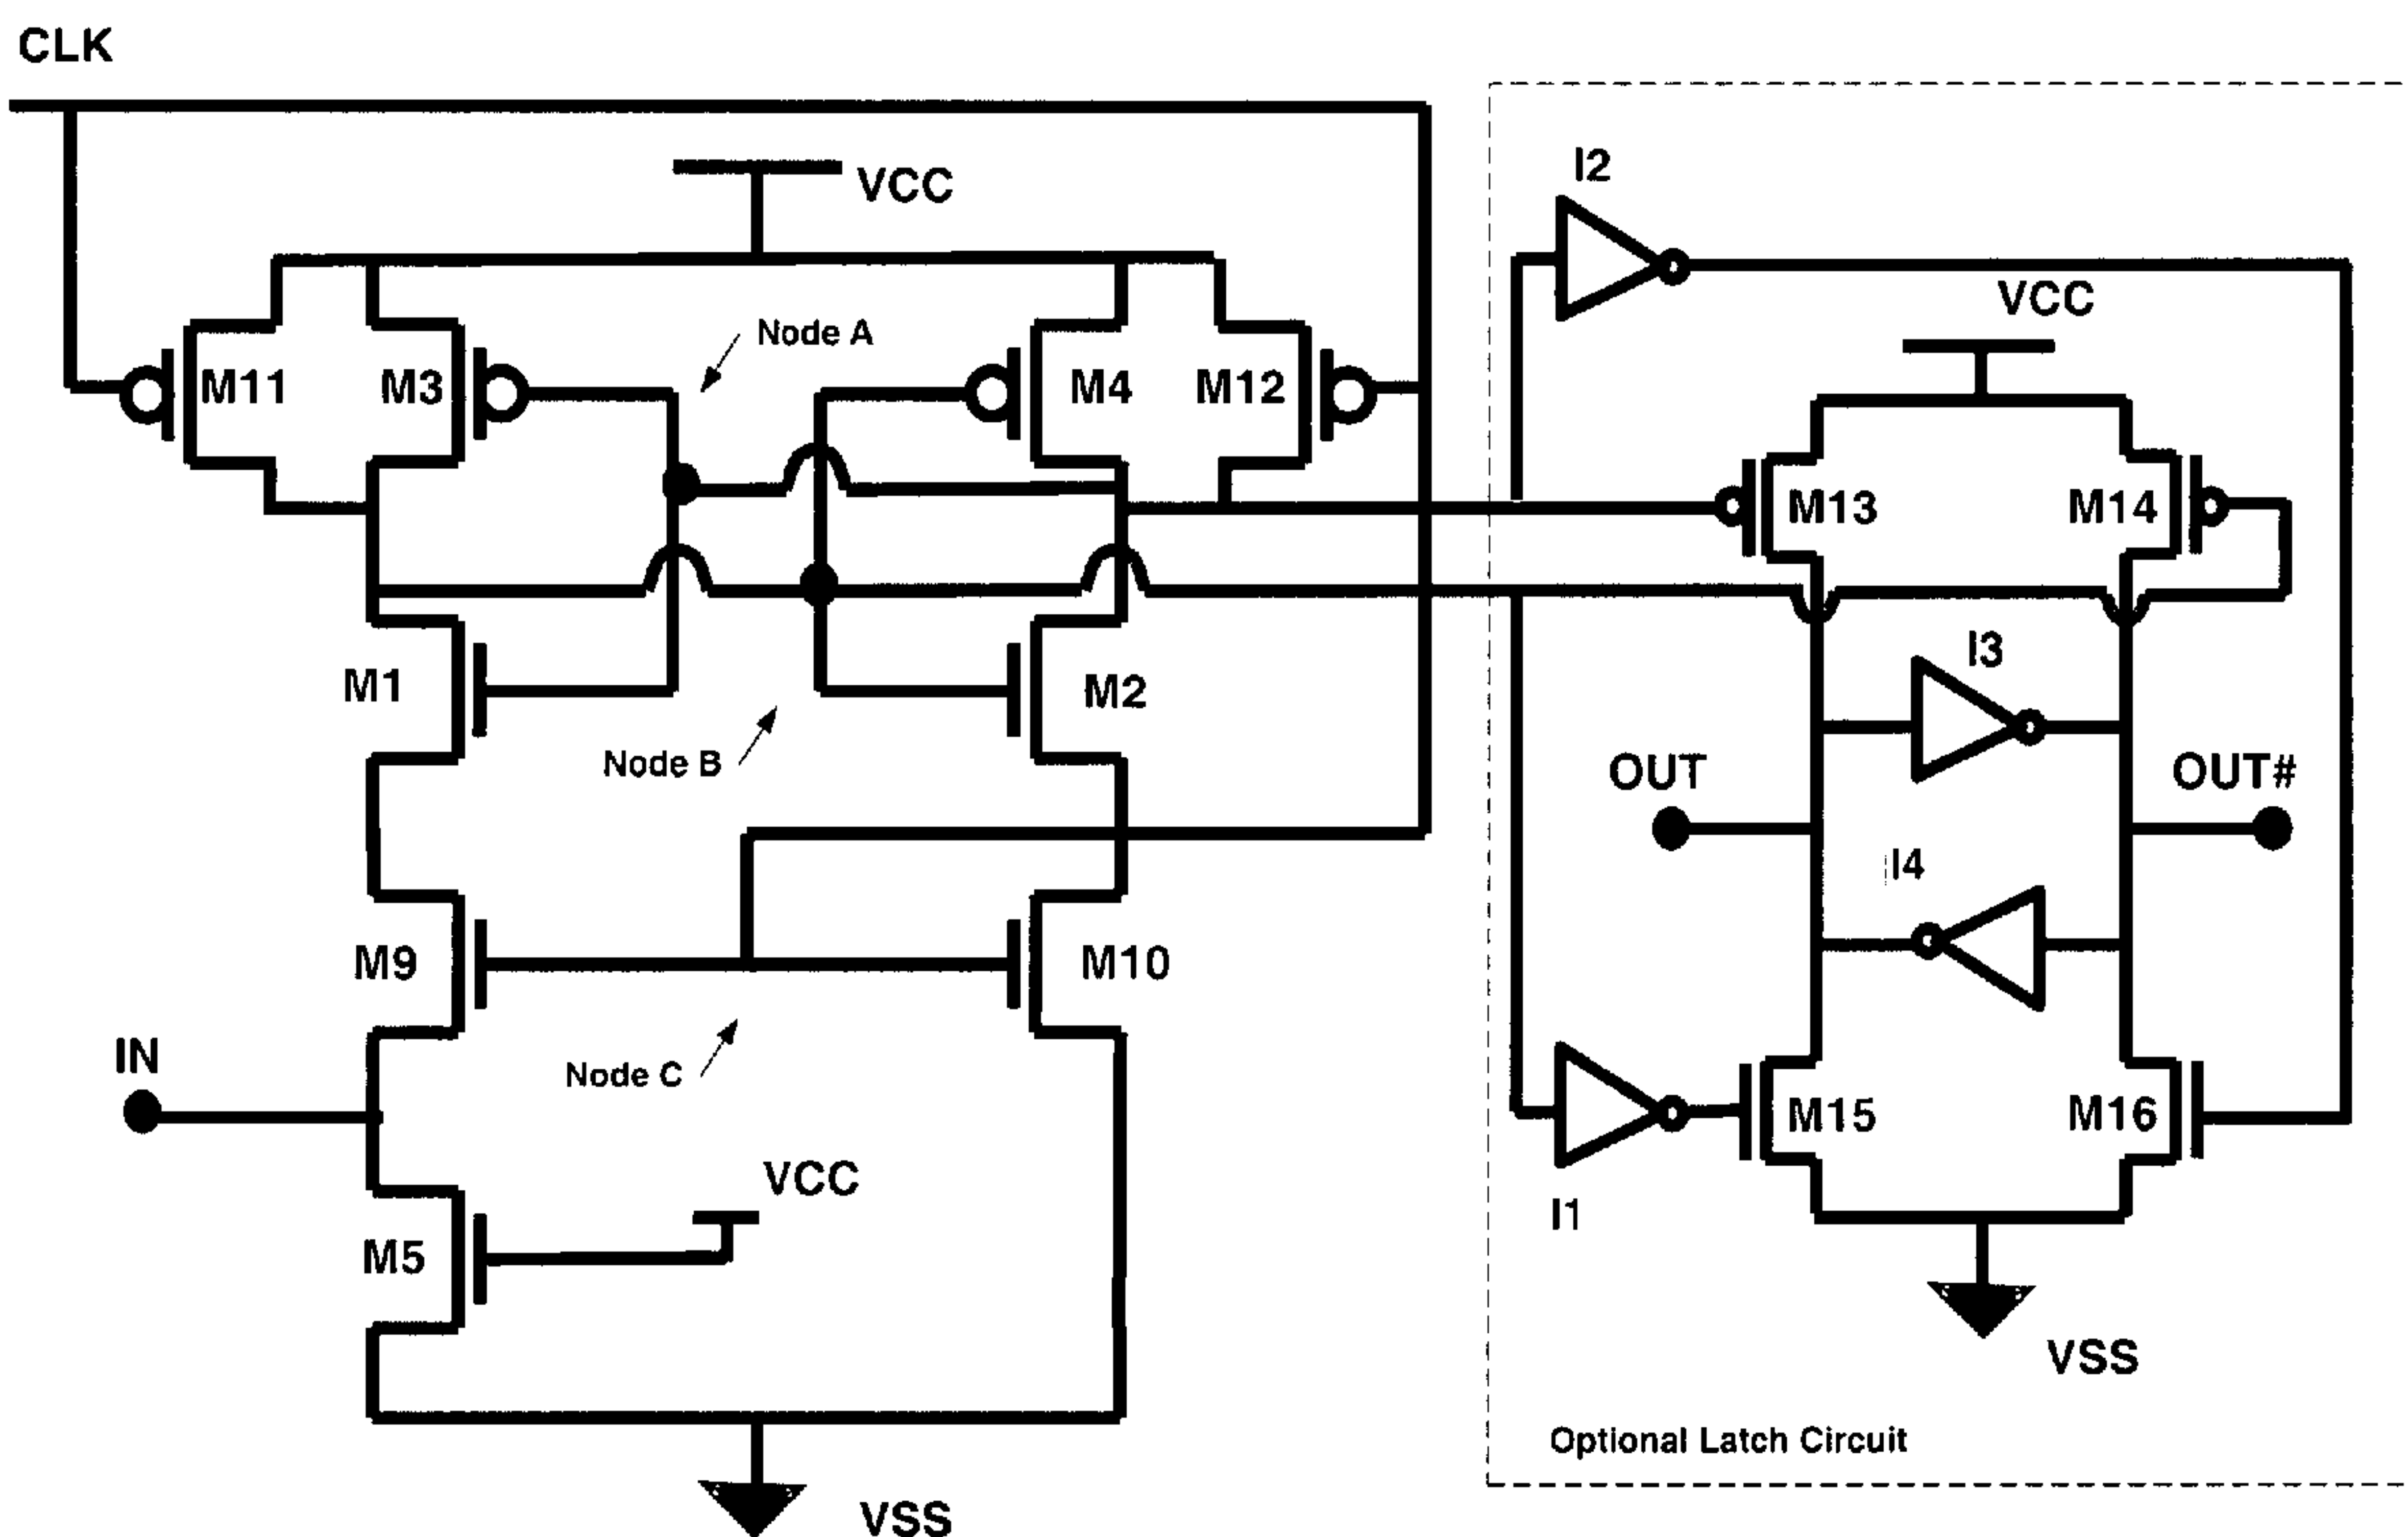 CLK
VCC
I2
VCC
Node A
M11
M3
M4
M12
M13
M14
M1
M2
I3
Node B
OUT
OUT#
I4
M9
M10
IN
Node C
M15
M16
VCC
M5
I1
VSS
Optional Latch Circuit
VSS